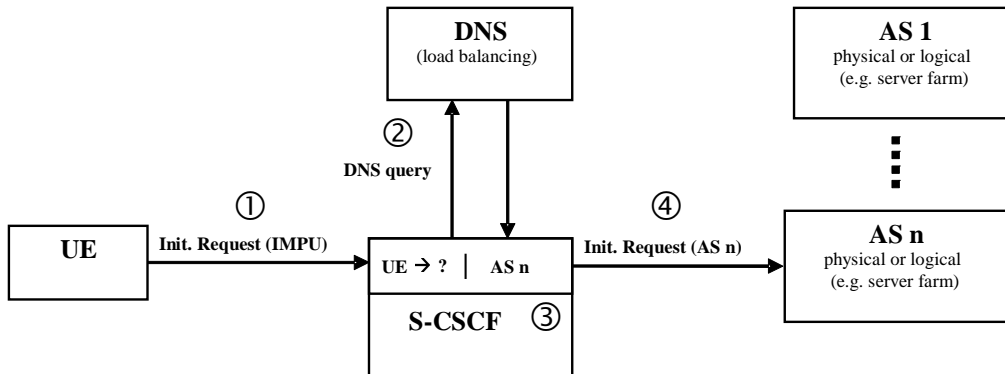 DNS
(load balancing)
AS 1
physical or logical
(e.g. server farm)
②
DNS query
①
④
UE
Init. Request (IMPU)
UE → ? | AS n
Init. Request (AS n)
AS n
physical or logical
(e.g. server farm)
S-CSCF
③